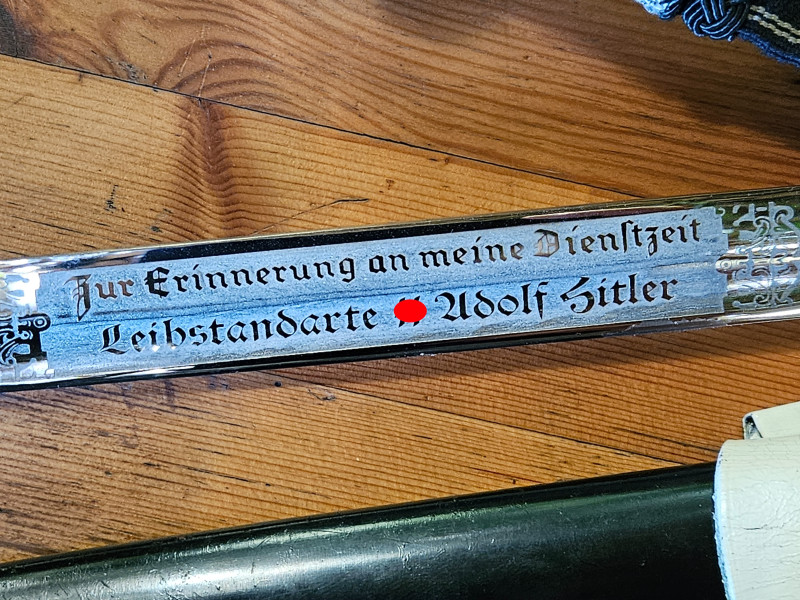 Zur Erinnerung an meine Dienstzeit
Leibstandarte Adolf Hitler